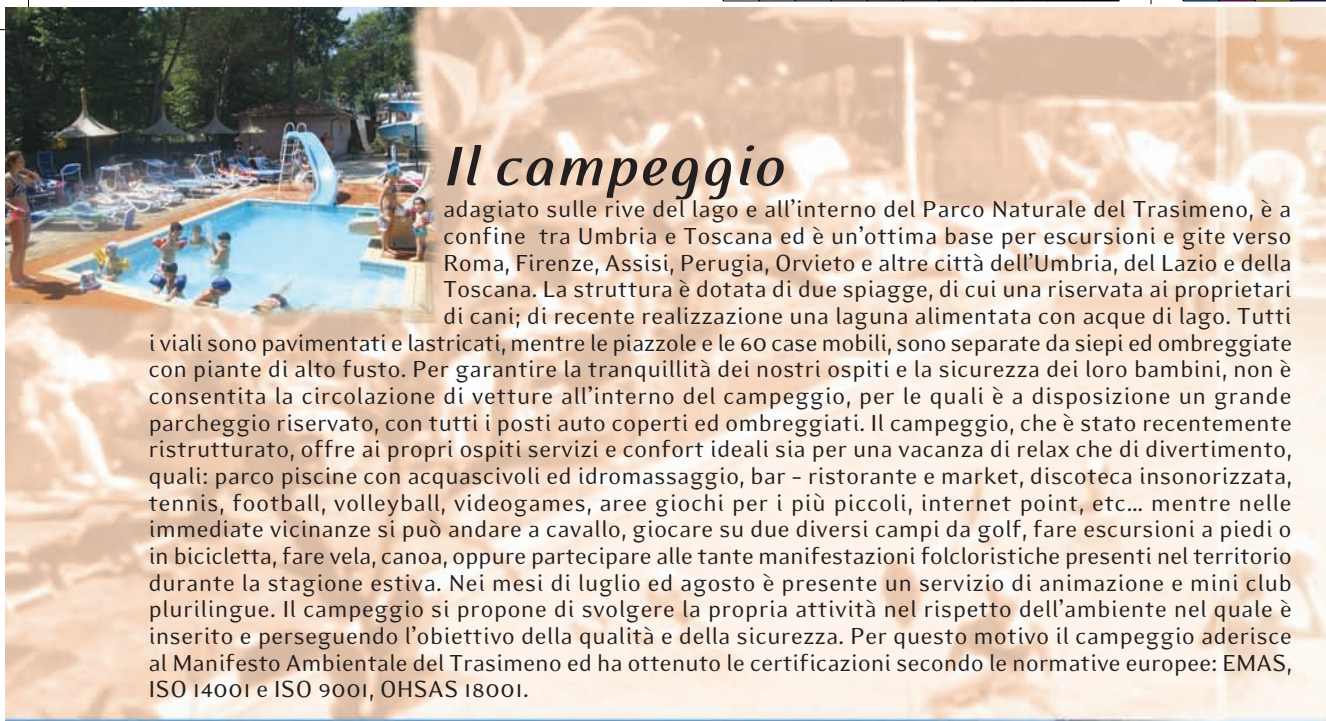 Il campeggio
adagiato sulle rive del lago e all'interno del Parco Naturale del Trasimeno, è a
confine tra Umbria e Toscana ed è un'ottima base per escursioni e gite verso
Roma, Firenze, Assisi, Perugia, Orvieto e altre città dell'Umbria, del Lazio e della
Toscana. La struttura è dotata di due spiagge, di cui una riservata ai proprietari
di cani; di recente realizzazione una laguna alimentata con acque di lago. Tutti
i viali sono pavimentati e lastricati, mentre le piazzole e le 60 case mobili, sono separate da siepi ed ombreggiate
con piante di alto fusto. Per garantire la tranquillità dei nostri ospiti e la sicurezza dei loro bambini, non è
consentita la circolazione di vetture all'interno del campeggio, per le quali è a disposizione un grande
parcheggio riservato, con tutti i posti auto coperti ed ombreggiati. Il campeggio, che è stato recentemente
ristrutturato, offre ai propri ospiti servizi e confort ideali sia per una vacanza di relax che di divertimento,
quali: parco piscine con acquascivoli ed idromassaggio, bar - ristorante e market, discoteca insonorizzata,
tennis, football, volleyball, videogames, aree giochi per i più piccoli, internet point, etc... mentre nelle
immediate vicinanze si può andare a cavallo, giocare su due diversi campi da golf, fare escursioni a piedi o
in bicicletta, fare vela, canoa, oppure partecipare alle tante manifestazioni folcloristiche presenti nel territorio
durante la stagione estiva. Nei mesi di luglio ed agosto è presente un servizio di animazione e mini club
plurilingue. Il campeggio si propone di svolgere la propria attività nel rispetto dell'ambiente nel quale è
inserito e perseguendo l'obiettivo della qualità e della sicurezza. Per questo motivo il campeggio aderisce
al Manifesto Ambientale del Trasimeno ed ha ottenuto le certificazioni secondo le normative europee: EMAS,
ISO 14001 e ISO 9001, OHSAS 18001.